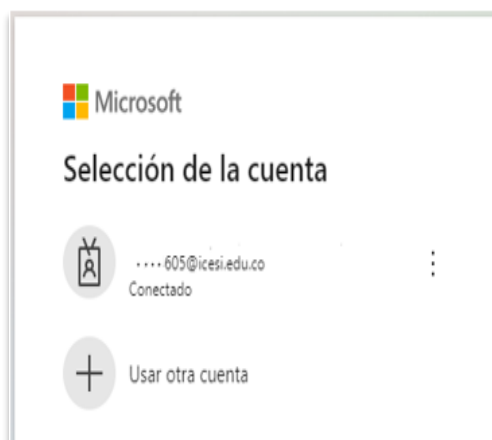 Microsoft
Selección de la cuenta
····605@icesi.edu.co
Conectado
Usar otra cuenta